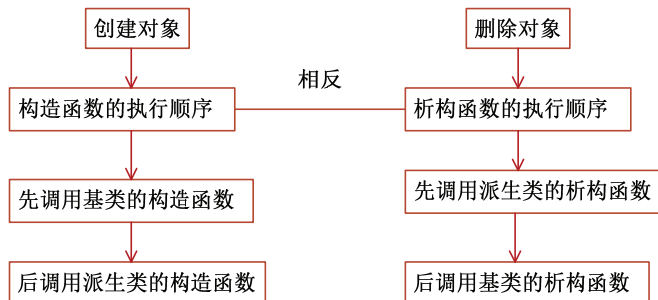 创建对象
删除对象
相反
构造函数的执行顺序
析构函数的执行顺序
先调用基类的构造函数
先调用派生类的析构函数
后调用派生类的构造函数
后调用基类的析构函数